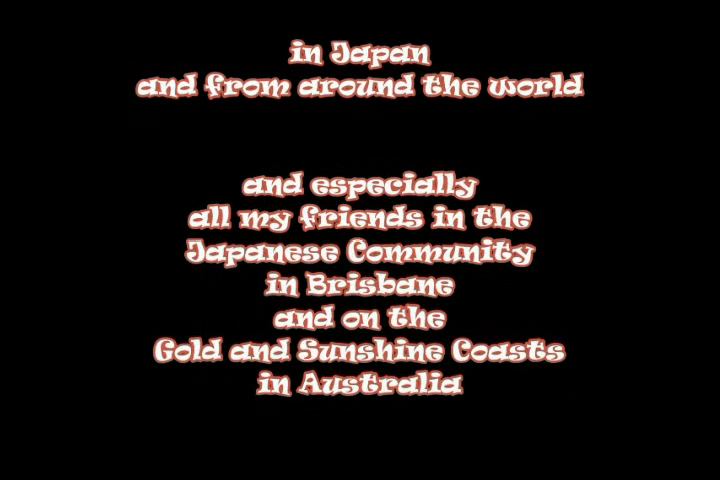 in Japan
and from around the world
and especially
all my friends in the
Japanese Community
in Brisbane
and on the
Gold and Sunshine Coasts
in Australia